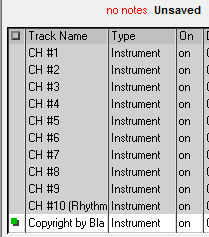 no notes Unsaved
Track Name Type On
CH #1 Instrument on
CH #2 Instrument on
CH #3 Instrument on
CH #4 Instrument on
CH #5 Instrument on
CH #6 Instrument on
CH #7 Instrument on
CH #8 Instrument on
CH #9 Instrument on
CH #10 (Rhythm Instrument on
Copyright by Bla Instrument on